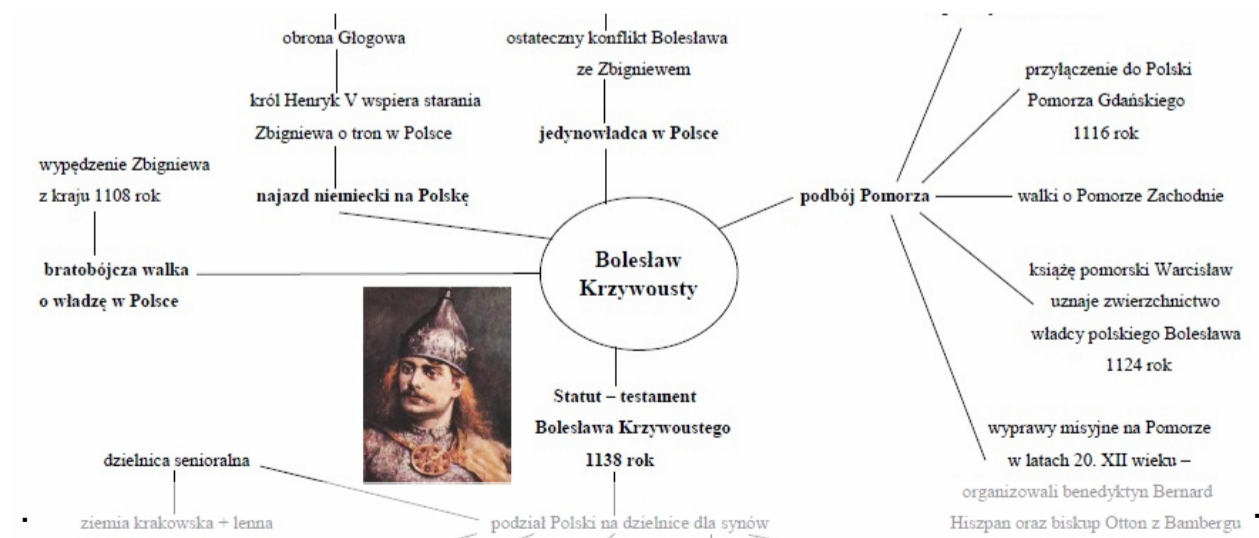 obrona Głogowa
król Henryk V wspiera starania
Zbigniewa o tron w Polsce
najazd niemiecki na Polskę
ostateczny konflikt Bolesława
ze Zbigniewem
jedynowładca w Polsce
wypędzenie Zbigniewa
z kraju 1108 rok
bratobójcza walka
o władzę w Polsce
Bolesław
Krzywousty
podbój Pomorza
przyłączenie do Polski
Pomorza Gdańskiego
1116 rok
walki o Pomorze Zachodnie
książę pomorski Warcisław
uznaje zwierzchnictwo
władcy polskiego Bolesława
1124 rok
wyprawy misyjne na Pomorze
w latach 20. XII wieku –
organizowali benedyktyn Bernard
Hiszpan oraz biskup Otton z Bambergu
Statut – testament
Bolesława Krzywoustego
1138 rok
dzielnica senioralna
ziemia krakowska + lenna
podział Polski na dzielnice dla synów